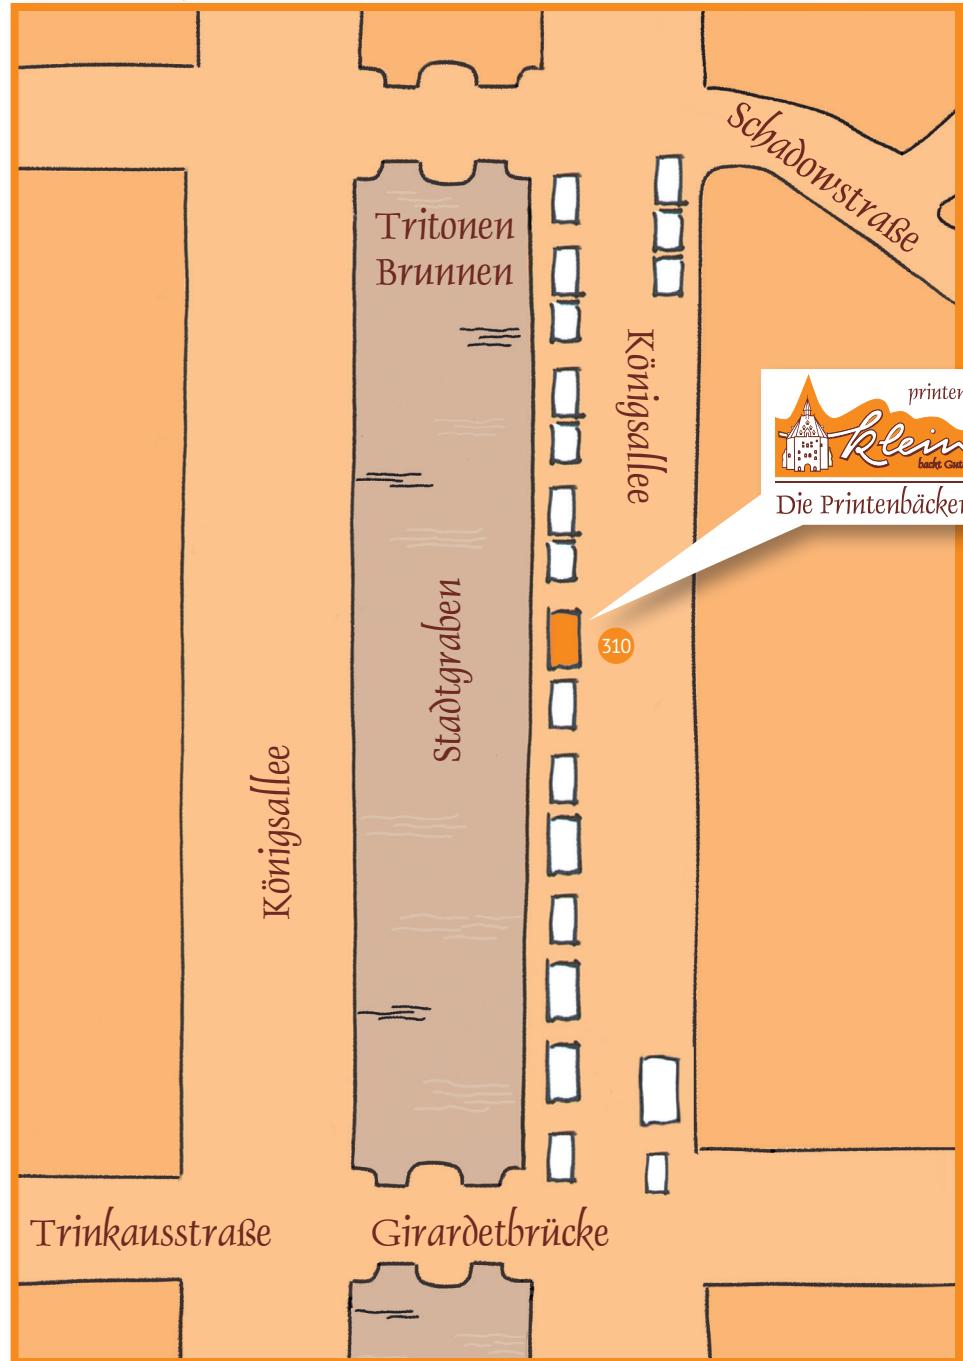 Schadowstraße
Tritonen
Brunnen
Königsallee
printen
klein
backt Gut
Die Printenbäcker
310
Stadtgraben
Königsallee
Trinkausstraße
Girardetbrücke